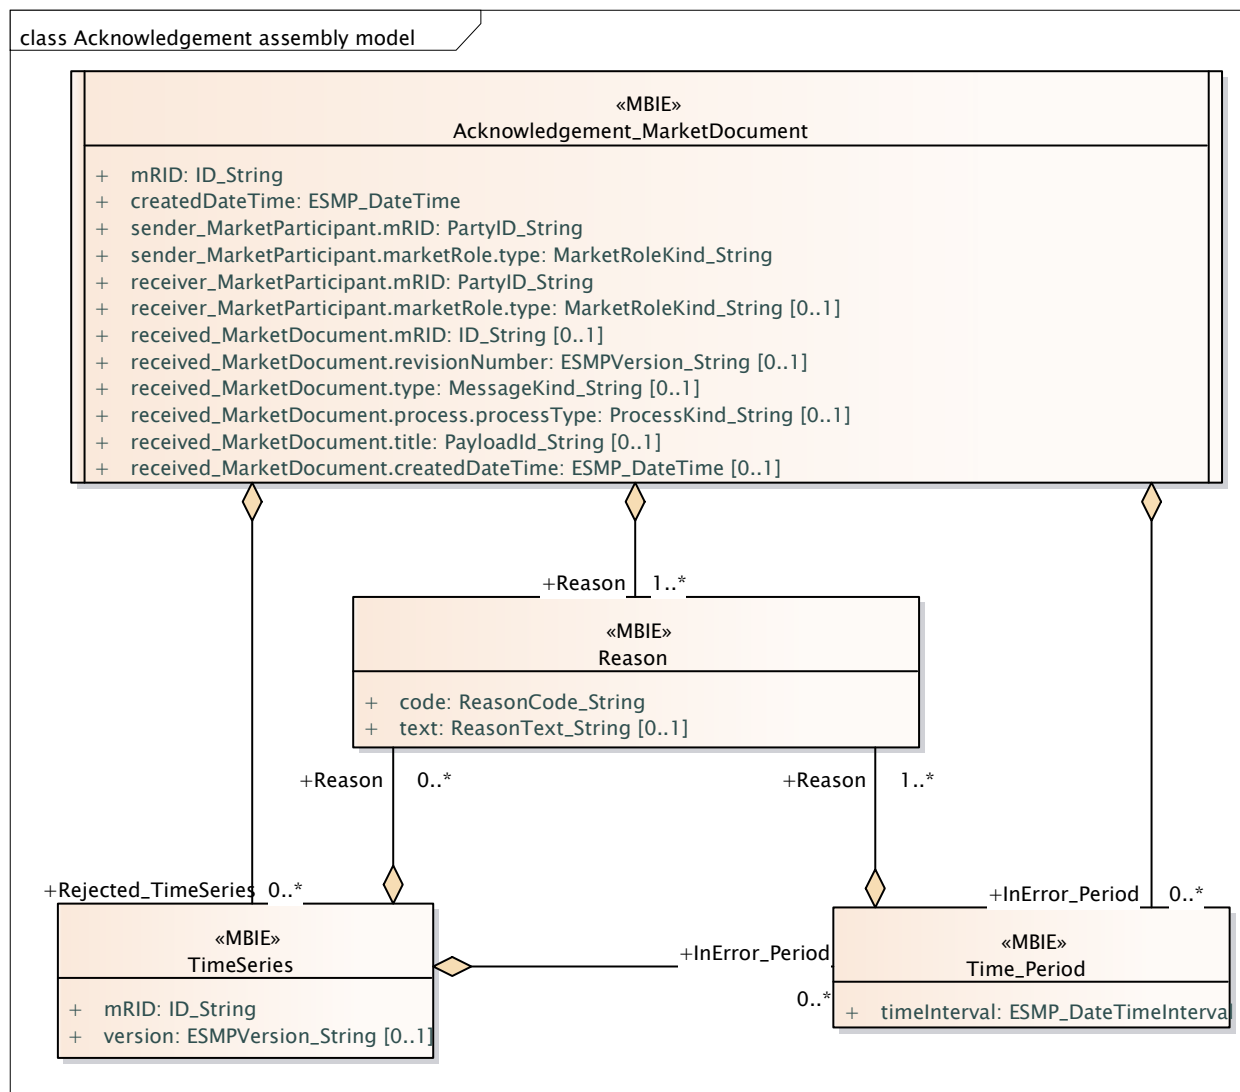 class Acknowledgement assembly model
«MBIE»
Acknowledgement_MarketDocument
+ mRID: ID_String
+ createdDateTime: ESMP_DateTime
+ sender_MarketParticipant.mRID: PartyID_String
+ sender_MarketParticipant.marketRole.type: MarketRoleKind_String
+ receiver_MarketParticipant.mRID: PartyID_String
+ receiver_MarketParticipant.marketRole.type: MarketRoleKind_String [0..1]
+ received_MarketDocument.mRID: ID_String [0..1]
+ received_MarketDocument.revisionNumber: ESMPVersion_String [0..1]
+ received_MarketDocument.type: MessageKind_String [0..1]
+ received_MarketDocument.process.processType: ProcessKind_String [0..1]
+ received_MarketDocument.title: PayloadId_String [0..1]
+ received_MarketDocument.createdDateTime: ESMP_DateTime [0..1]
+Reason 1..*
«MBIE»
Reason
+ code: ReasonCode_String
+ text: ReasonText_String [0..1]
+Reason 0..*
+Reason 1..*
+Rejected_TimeSeries 0..*
+InError_Period 0..*
«MBIE»
TimeSeries
+ mRID: ID_String
+ version: ESMPVersion_String [0..1]
+InError_Period
0..*
«MBIE»
Time_Period
+ timeInterval: ESMP_DateTimeInterval